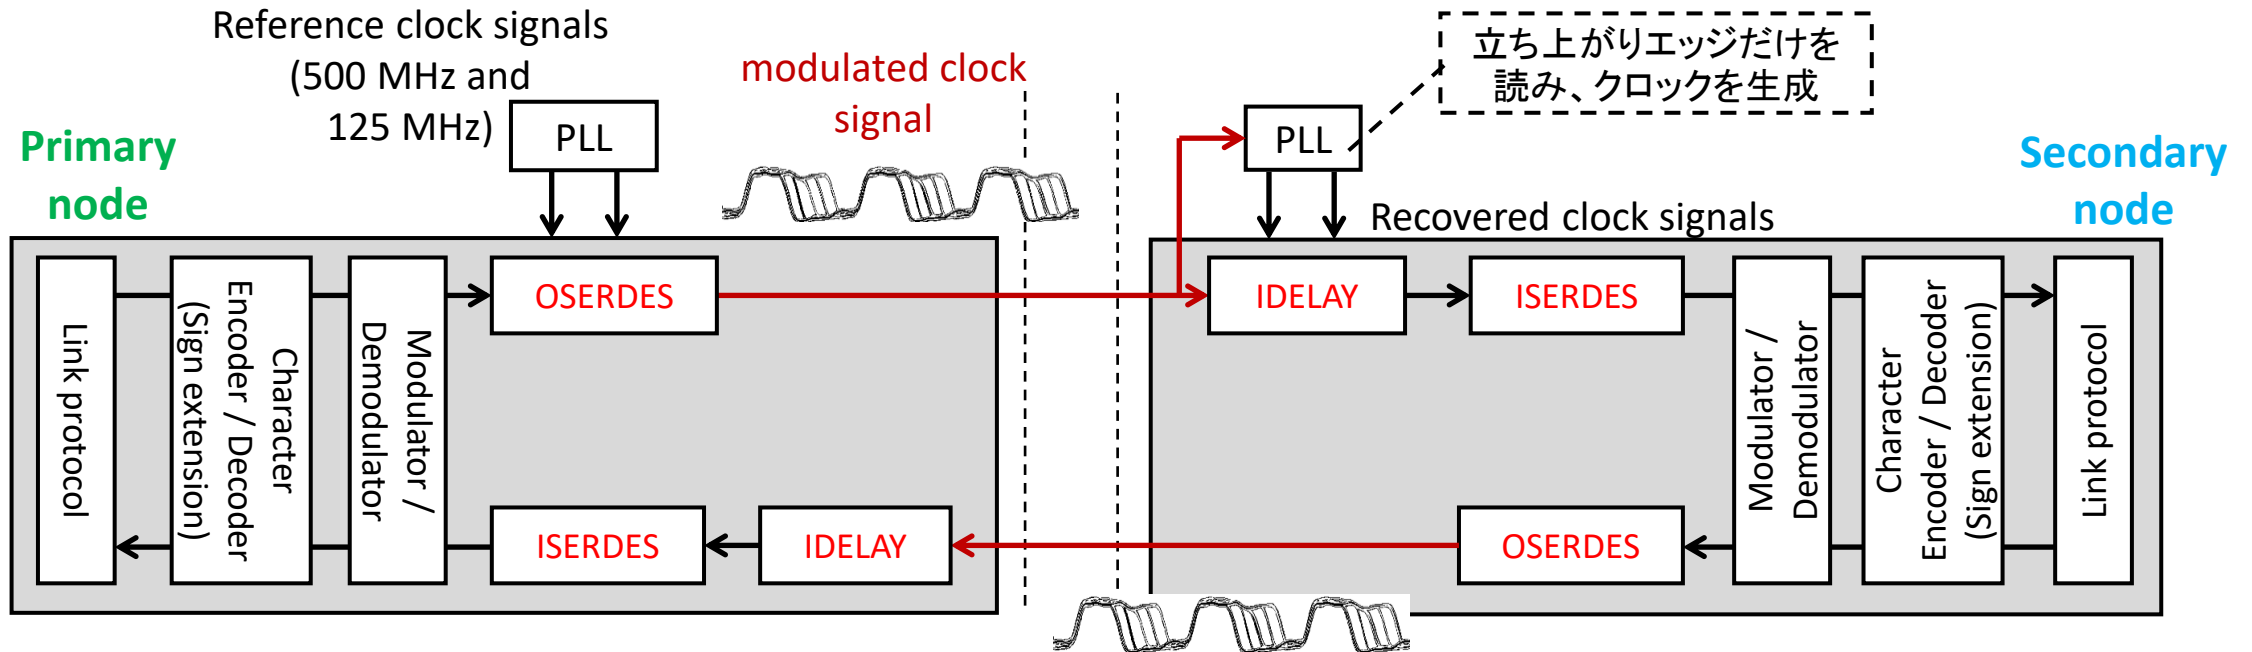 Reference clock signals
(500 MHz and
125 MHz)
PLL
modulated clock
signal
立ち上がりエッジだけを
読み、クロックを生成
PLL
Primary
node
Secondary
node
Recovered clock signals
Link protocol
Character
Encoder / Decoder
(Sign extension)
Modulator /
Demodulator
OSERDES
ISERDES
IDELAY
IDELAY
ISERDES
OSERDES
Modulator /
Demodulator
Character
Encoder / Decoder
(Sign extension)
Link protocol